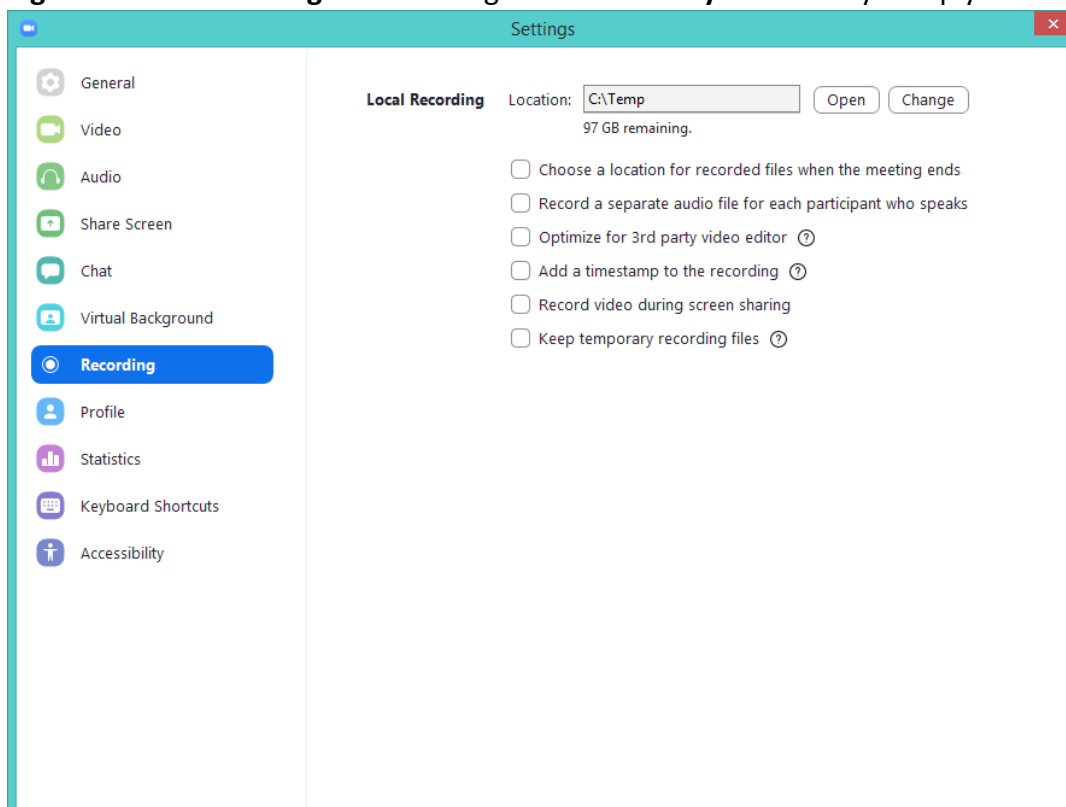 Settings
General
Video
Audio
Share Screen
Chat
Virtual Background
Recording
Profile
Statistics
Keyboard Shortcuts
Accessibility
Local Recording Location: C:\Temp Open Change
97 GB remaining.
Choose a location for recorded files when the meeting ends
Record a separate audio file for each participant who speaks
Optimize for 3rd party video editor
Add a timestamp to the recording
Record video during screen sharing
Keep temporary recording files